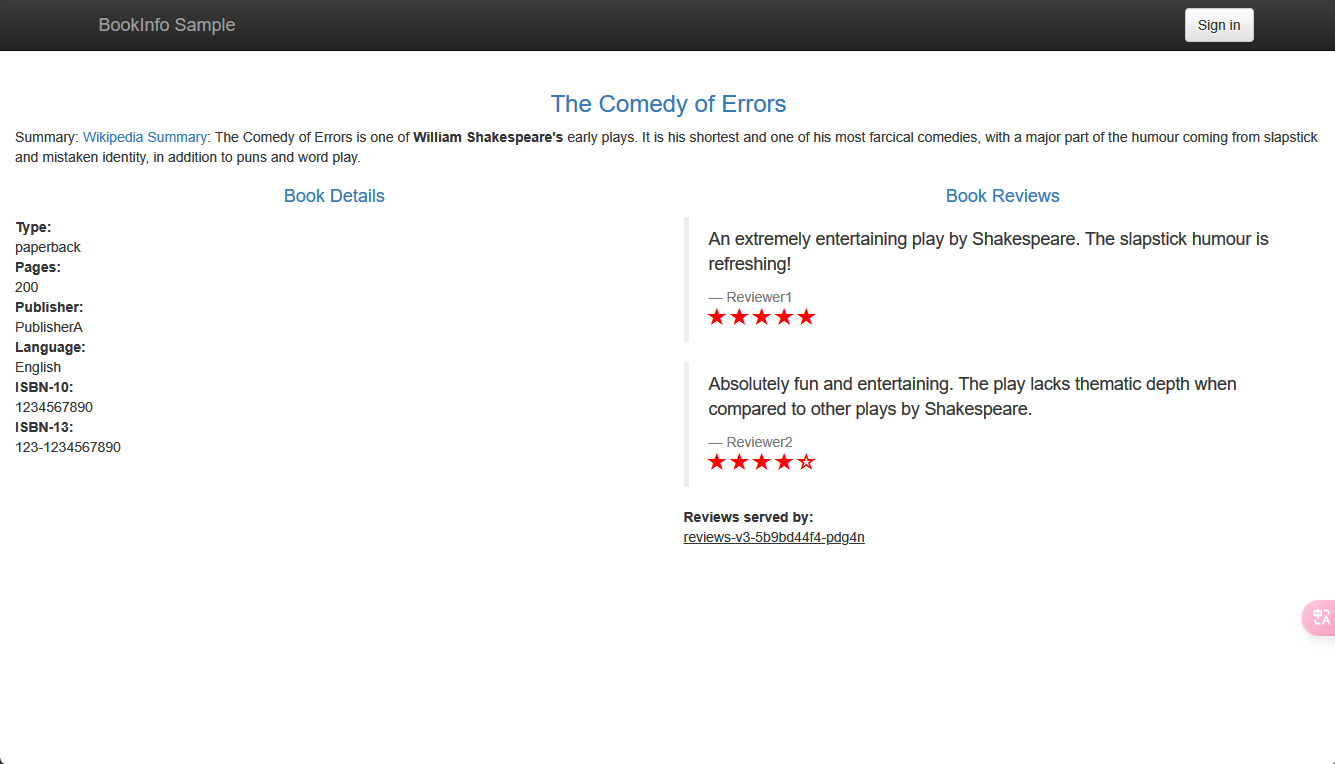 BookInfo Sample
Sign in
The Comedy of Errors
Summary: Wikipedia Summary: The Comedy of Errors is one of William Shakespeare's early plays. It is his shortest and one of his most farcical comedies, with a major part of the humour coming from slapstick
and mistaken identity, in addition to puns and word play.
Book Details
Type:
paperback
Pages:
200
Publisher:
PublisherA
Language:
English
ISBN-10:
1234567890
ISBN-13:
123-1234567890
Book Reviews
An extremely entertaining play by Shakespeare. The slapstick humour is
refreshing!
— Reviewer1
★★★★★
Absolutely fun and entertaining. The play lacks thematic depth when
compared to other plays by Shakespeare.
— Reviewer2
★★★★☆
Reviews served by:
reviews-v3-5b9bd44f4-pdg4n
中A